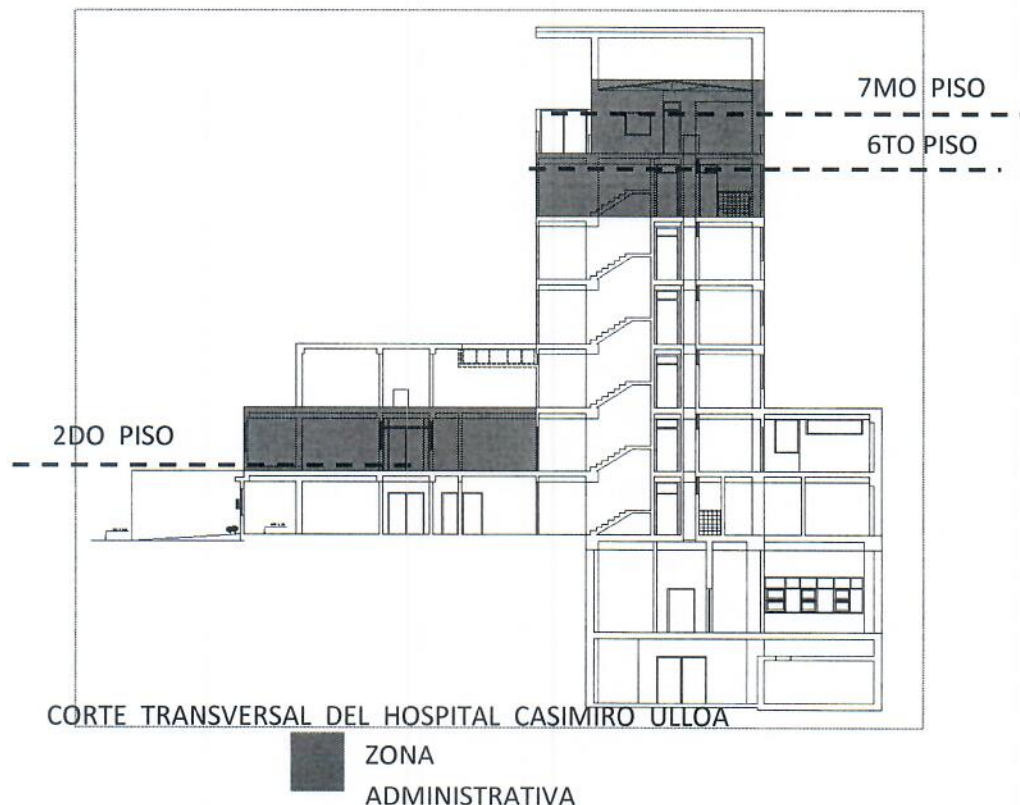 7MO PISO
6TO PISO
2DO PISO
CORTE TRANSVERSAL DEL HOSPITAL CASIMIRO ULLOA
ZONA
ADMINISTRATIVA